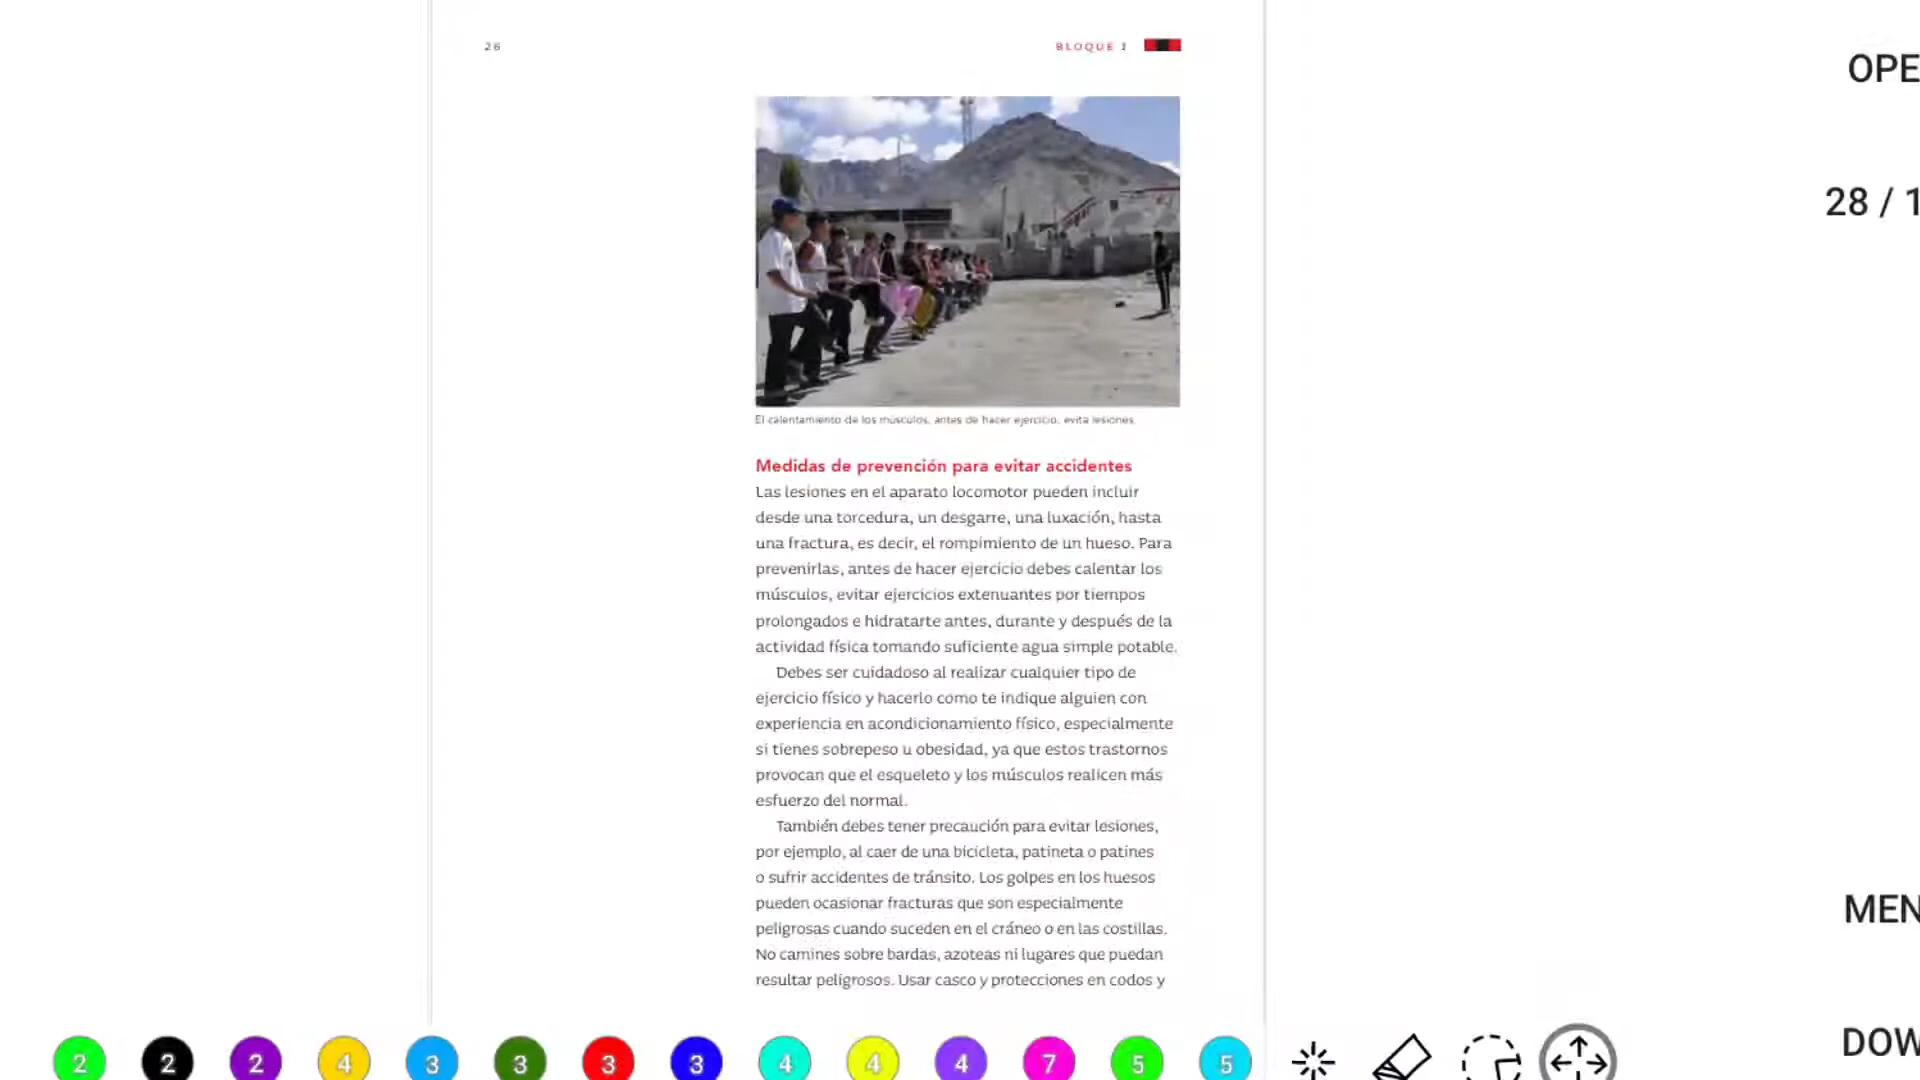 26
BLOQUE I
OPE
28 / 1
El calentamiento de los músculos, antes de hacer ejercicio, evita lesiones.
Medidas de prevención para evitar accidentes
Las lesiones en el aparato locomotor pueden incluir
desde una torcedura, un desgarre, una luxación, hasta
una fractura, es decir, el rompimiento de un hueso. Para
prevenirlas, antes de hacer ejercicio debes calentar los
músculos, evitar ejercicios extenuantes por tiempos
prolongados e hidratarte antes, durante y después de la
actividad física tomando suficiente agua simple potable.
Debes ser cuidadoso al realizar cualquier tipo de
ejercicio físico y hacerlo como te indique alguien con
experiencia en acondicionamiento físico, especialmente
si tienes sobrepeso u obesidad, ya que estos trastornos
provocan que el esqueleto y los músculos realicen más
esfuerzo del normal.
También debes tener precaución para evitar lesiones,
por ejemplo, al caer de una bicicleta, patineta o patines
o sufrir accidentes de tránsito. Los golpes en los huesos
pueden ocasionar fracturas que son especialmente
peligrosas cuando suceden en el cráneo o en las costillas.
No camines sobre bardas, azoteas ni lugares que puedan
resultar peligrosos. Usar casco y protecciones en codos y
MEN
DOW
2 2 2 4 3 3 3 3 4 4 4 7 5 5